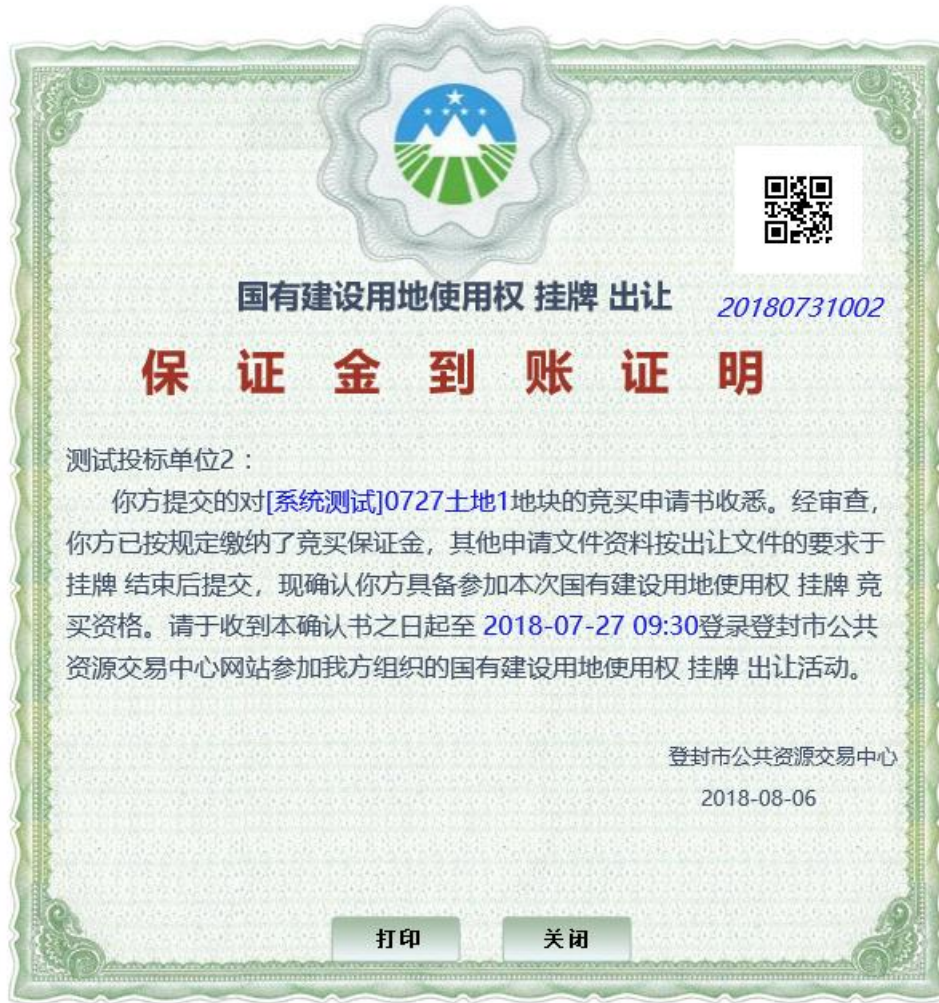 国有建设用地使用权 挂牌 出让
20180731002
保 证 金 到 账 证 明
测试投标单位2：
你方提交的对[系统测试]0727土地1地块的竞买申请书收悉。经审查，
你方已按规定缴纳了竞买保证金，其他申请文件资料按出让文件的要求于
挂牌 结束后提交，现确认你方具备参加本次国有建设用地使用权 挂牌 竞
买资格。请于收到本确认书之日起至 2018-07-27 09:30登录登封市公共
资源交易中心网站参加我方组织的国有建设用地使用权 挂牌 出让活动。
登封市公共资源交易中心
2018-08-06
打印 关闭